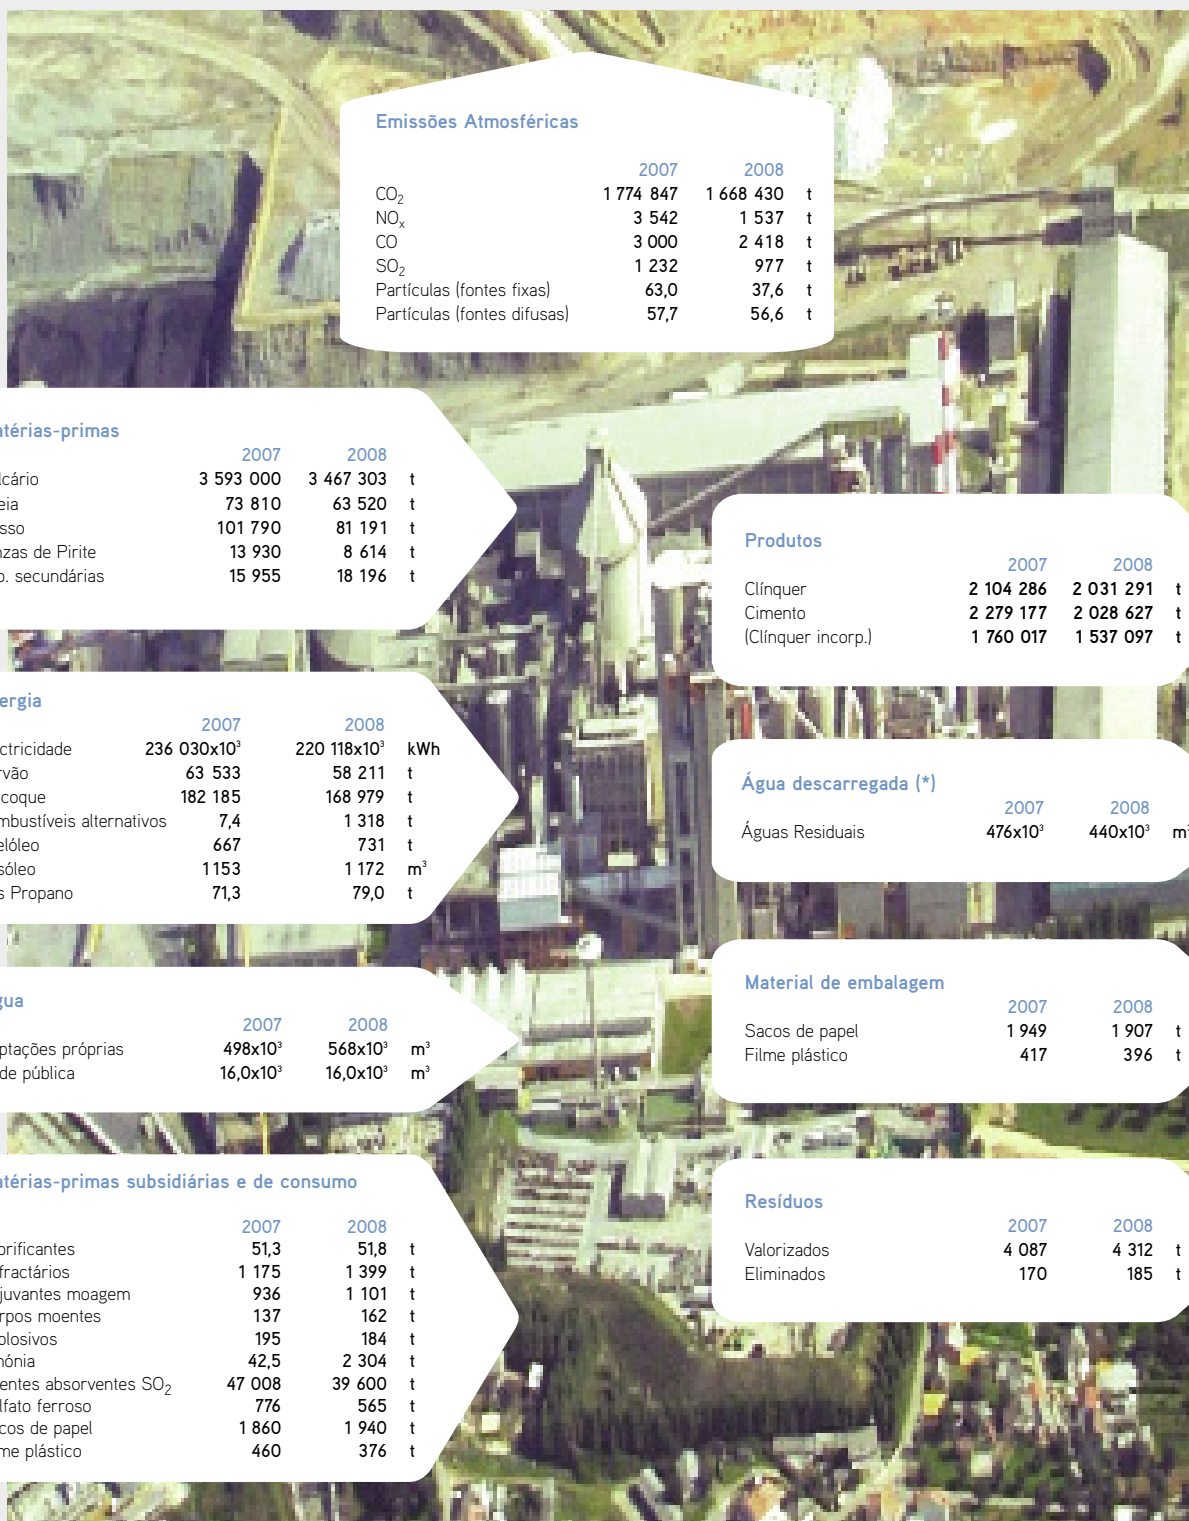 Emissões Atmosféricas
2007 2008
CO2 1 774 847 1 668 430 t
NOx 3 542 1 537 t
CO 3 000 2 418 t
SO2 1 232 977 t
Partículas (fontes fixas) 63,0 37,6 t
Partículas (fontes difusas) 57,7 56,6 t
atérias-primas
2007 2008
lcário 3 593 000 3 467 303 t
eia 73 810 63 520 t
sso 101 790 81 191 t
nzas de Pirite 13 930 8 614 t
o. secundárias 15 955 18 196 t
ergia
2007 2008
ctricidade 236 030x10³ 220 118x10³ kWh
rvão 63 533 58 211 t
coque 182 185 168 979 t
mbustíveis alternativos 7,4 1 318 t
elóleo 667 731 t
sóleo 1153 1 172 m³
s Propano 71,3 79,0 t
gua
2007 2008
ptações próprias 498x10³ 568x10³ m³
de pública 16,0x10³ 16,0x10³ m³
atérias-primas subsidiárias e de consumo
2007 2008
brificantes 51,3 51,8 t
fractários 1 175 1 399 t
juvantes moagem 936 1 101 t
rpos moentes 137 162 t
plosivos 195 184 t
mónia 42,5 2 304 t
entes absorventes SO2 47 008 39 600 t
lfato ferroso 776 565 t
cos de papel 1 860 1 940 t
me plástico 460 376 t
Produtos
2007 2008
Clínquer 2 104 286 2 031 291 t
Cimento 2 279 177 2 028 627 t
(Clínquer incorp.) 1 760 017 1 537 097 t
Água descarregada (*)
2007 2008
Águas Residuais 476x10³ 440x10³ m³
Material de embalagem
2007 2008
Sacos de papel 1 949 1 907 t
Filme plástico 417 396 t
Resíduos
2007 2008
Valorizados 4 087 4 312 t
Eliminados 170 185 t